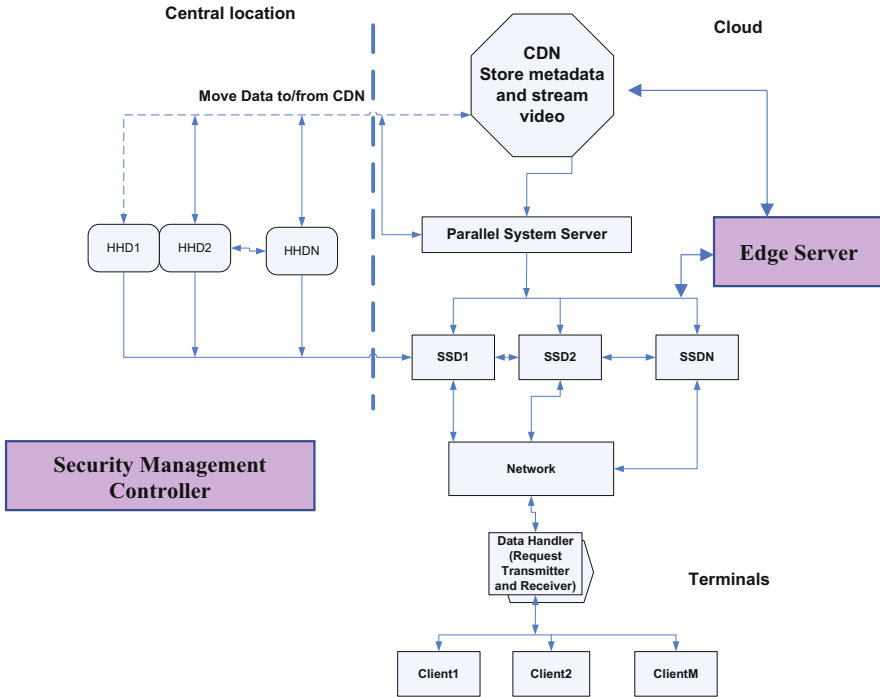 Central location
Cloud
CDN
Store metadata
and stream
video
Move Data to/from CDN
HHD1
HHD2
HHDN
Parallel System Server
Edge Server
SSD1
SSD2
SSDN
Security Management
Controller
Network
Data Handler
(Request
Transmitter
and Receiver)
Terminals
Client1
Client2
ClientM